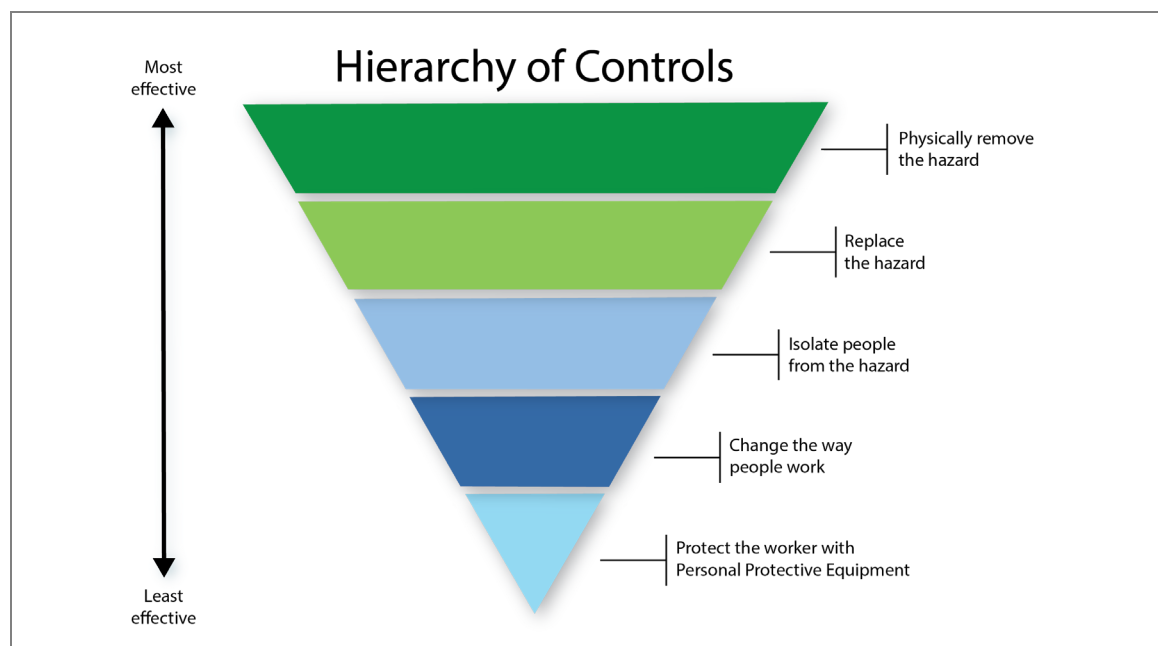 Hierarchy of Controls
Most
effective
Physically remove
the hazard
Replace
the hazard
Isolate people
from the hazard
Change the way
people work
Protect the worker with
Personal Protective Equipment
Least
effective